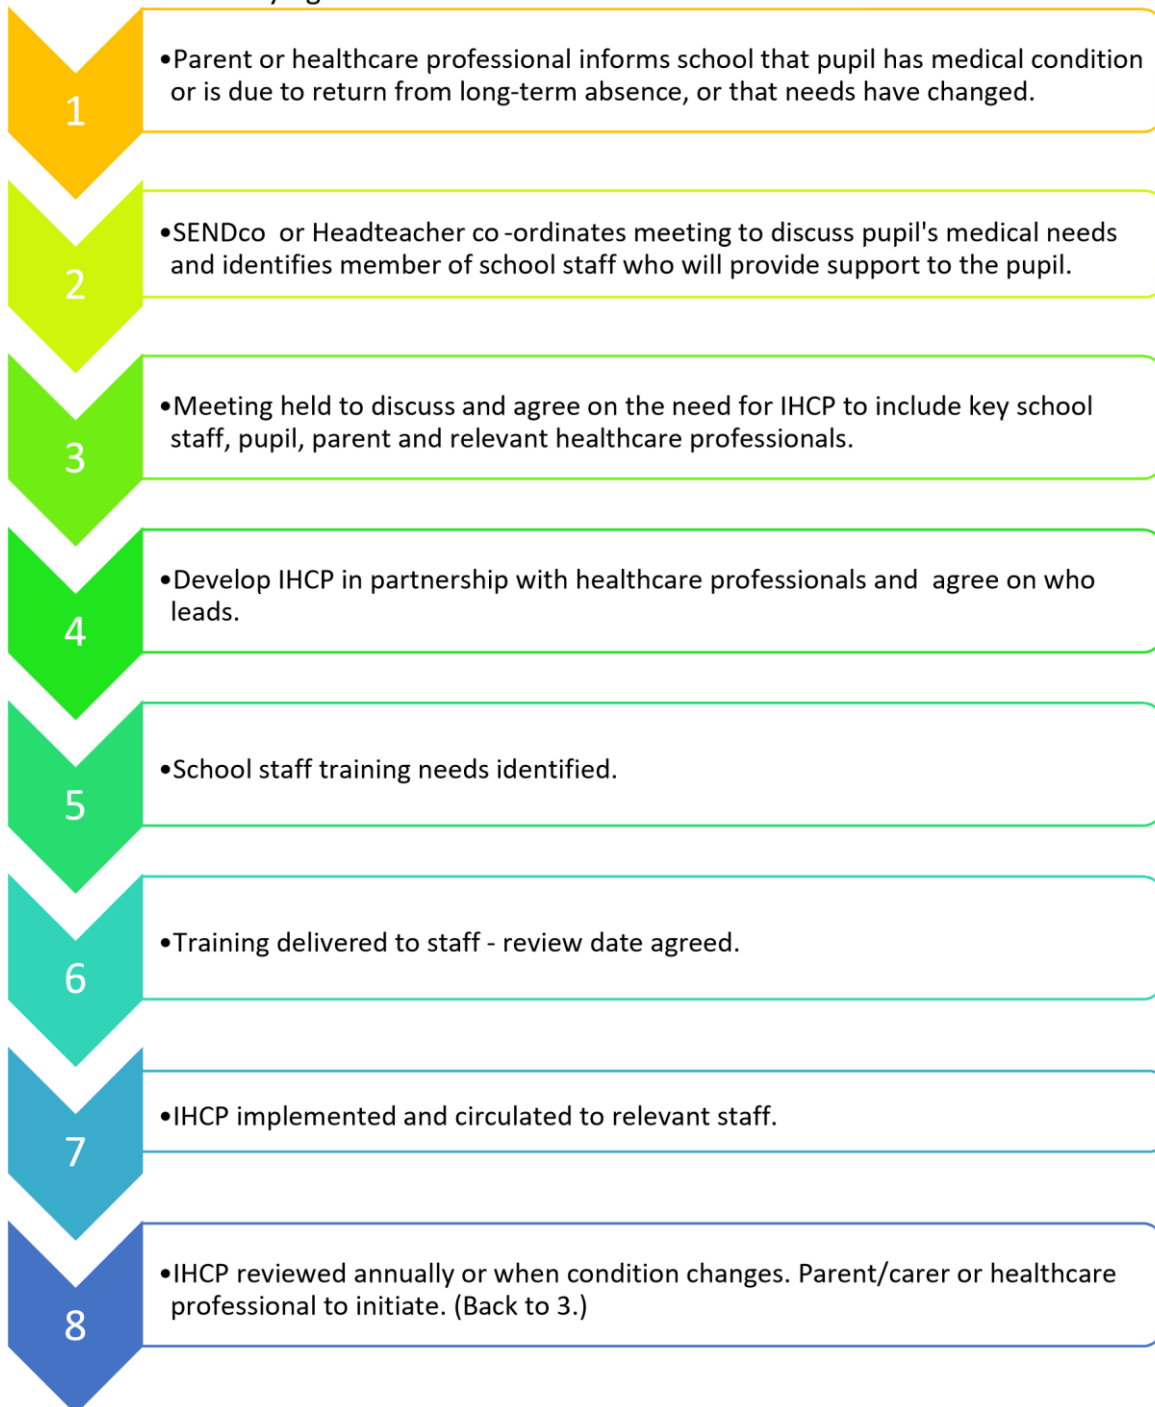 1
•Parent or healthcare professional informs school that pupil has medical condition
or is due to return from long-term absence, or that needs have changed.
2
•SENDco or Headteacher co-ordinates meeting to discuss pupil's medical needs
and identifies member of school staff who will provide support to the pupil.
3
•Meeting held to discuss and agree on the need for IHCP to include key school
staff, pupil, parent and relevant healthcare professionals.
4
•Develop IHCP in partnership with healthcare professionals and agree on who
leads.
5
•School staff training needs identified.
6
•Training delivered to staff - review date agreed.
7
•IHCP implemented and circulated to relevant staff.
8
•IHCP reviewed annually or when condition changes. Parent/carer or healthcare
professional to initiate. (Back to 3.)